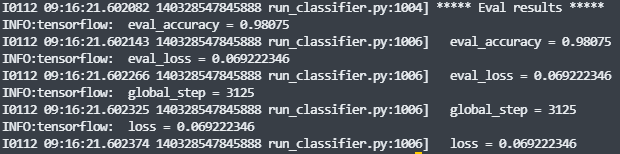 I0112 09:16:21.602082 140328547845888 run_classifier.py:1004] ***** Eval results *****
INFO:tensorflow:  eval_accuracy = 0.98075
I0112 09:16:21.602143 140328547845888 run_classifier.py:1006]   eval_accuracy = 0.98075
INFO:tensorflow:  eval_loss = 0.069222346
I0112 09:16:21.602266 140328547845888 run_classifier.py:1006]   eval_loss = 0.069222346
INFO:tensorflow:  global_step = 3125
I0112 09:16:21.602325 140328547845888 run_classifier.py:1006]   global_step = 3125
INFO:tensorflow:  loss = 0.069222346
I0112 09:16:21.602374 140328547845888 run_classifier.py:1006]   loss = 0.069222346